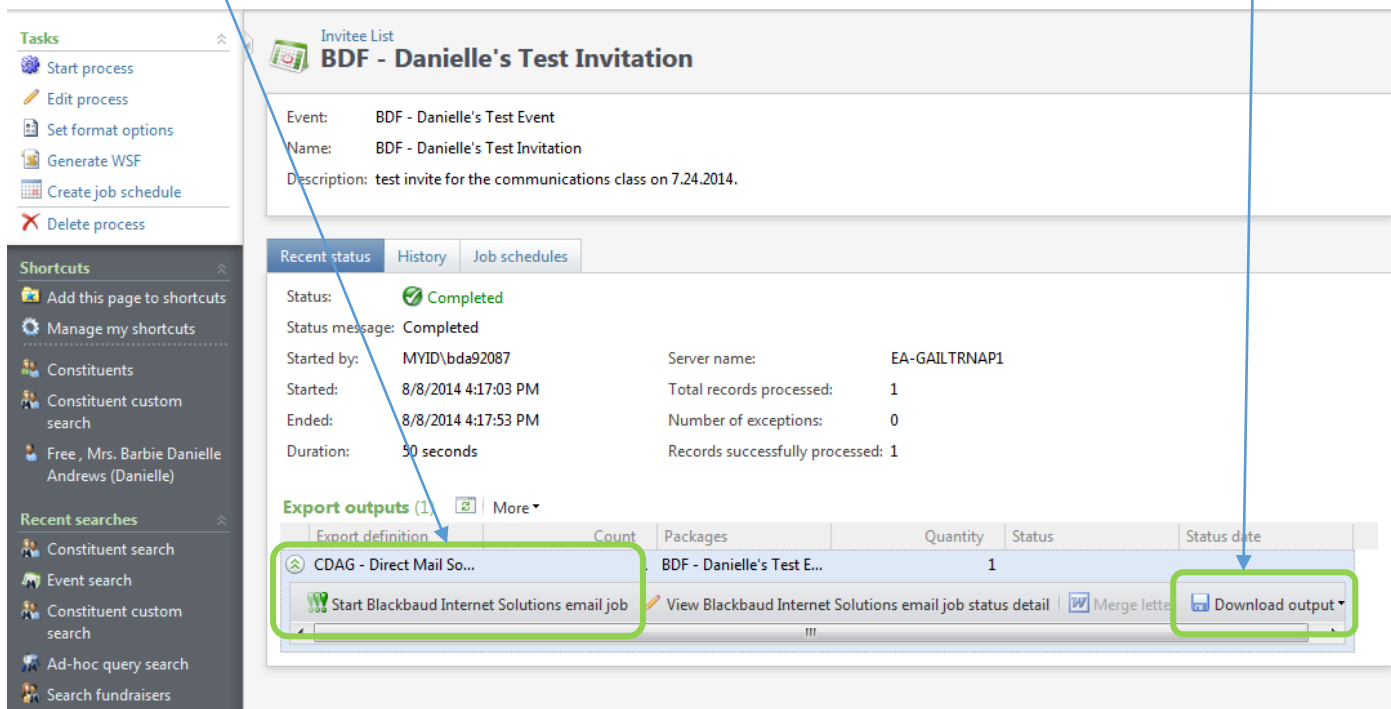 Tasks
Start process
Edit process
Set format options
Generate WSF
Create job schedule
Delete process
Shortcuts
Add this page to shortcuts
Manage my shortcuts
Constituents
Constituent custom
search
Free , Mrs. Barbie Danielle
Andrews (Danielle)
Recent searches
Constituent search
Event search
Constituent custom
search
Ad-hoc query search
Search fundraisers
Invitee List
BDF - Danielle's Test Invitation
Event: BDF - Danielle's Test Event
Name: BDF - Danielle's Test Invitation
Description: test invite for the communications class on 7.24.2014.
Recent status History Job schedules
Status: Completed
Status message: Completed
Started by: MYID\bda92087 Server name: EA-GAILTRNAP1
Started: 8/8/2014 4:17:03 PM Total records processed: 1
Ended: 8/8/2014 4:17:53 PM Number of exceptions: 0
Duration: 50 seconds Records successfully processed: 1
Export outputs (1) More
Export definition Count Packages Quantity Status Status date
CDAG - Direct Mail So... BDF - Danielle's Test E... 1
Start Blackbaud Internet Solutions email job View Blackbaud Internet Solutions email job status detail Merge lette Download output